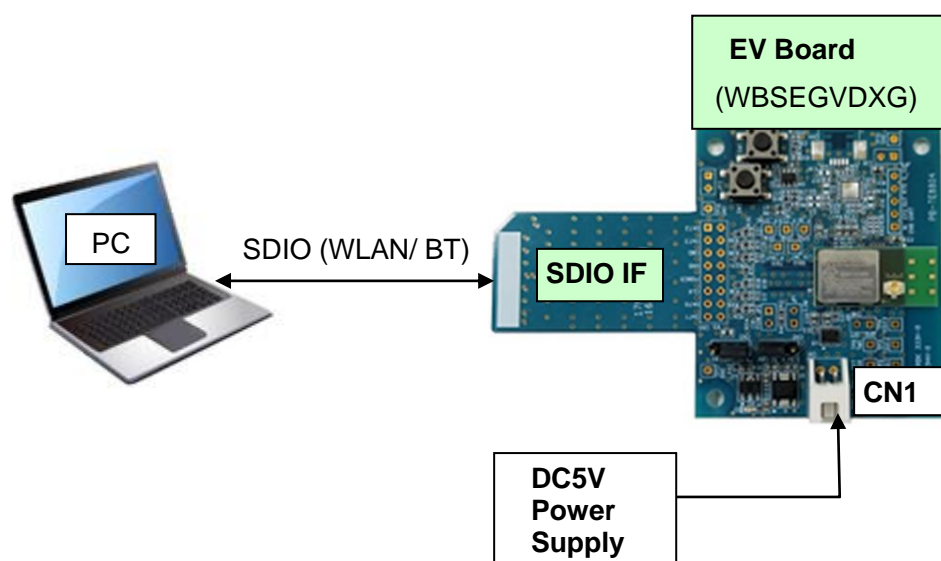 EV Board
(WBSEGVDXG)
PC
SDIO (WLAN/ BT)
SDIO IF
CN1
DC5V
Power
Supply